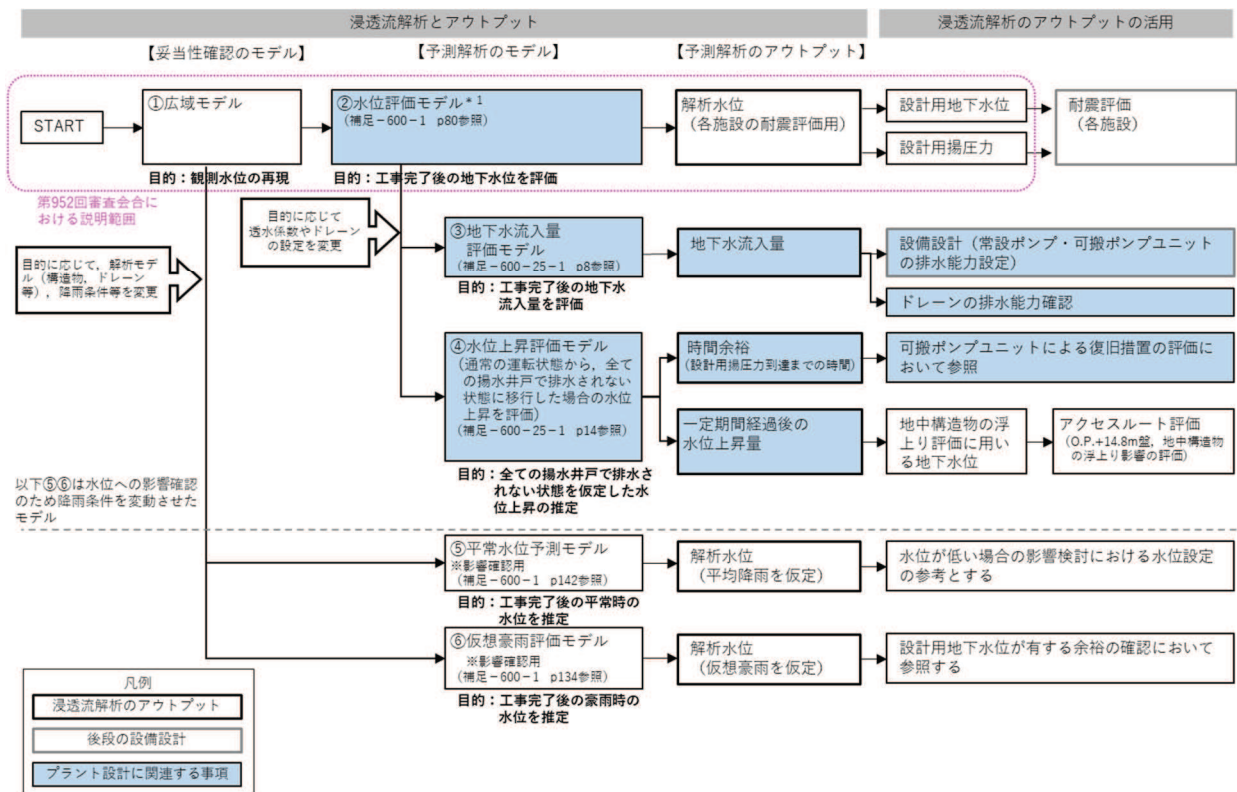 浸透流解析とアウトプット
浸透流解析のアウトプットの活用
【妥当性確認のモデル】
【予測解析のモデル】
【予測解析のアウトプット】
START
①広域モデル
目的：観測水位の再現
②水位評価モデル*1
(補足-600-1 p80参照)
目的：工事完了後の地下水位を評価
解析水位
(各施設の耐震評価用)
設計用地下水位
設計用揚圧力
耐震評価
(各施設)
第952回審査会合に
おける説明範囲
目的に応じて，解析モデ
ル（構造物，ドレーン
等），降雨条件等を変更
目的に応じて
透水係数やドレーン
の設定を変更
③地下水流入量
評価モデル
(補足-600-25-1 p8参照)
目的：工事完了後の地下水
流入量を評価
地下水流入量
設備設計（常設ポンプ・可搬ポンプユニット
の排水能力設定）
ドレーンの排水能力確認
④水位上昇評価モデル
(通常の運転状態から，全て
の揚水井戸で排水されない
状態に移行した場合の水位
上昇を評価)
(補足-600-25-1 p14参照)
目的：全ての揚水井戸で排水さ
れない状態を仮定した水
位上昇の推定
時間余裕
(設計用揚圧力到達までの時間)
可搬ポンプユニットによる復旧措置の評価に
おいて参照
一定期間経過後の
水位上昇量
地中構造物の浮
上り評価に用い
る地下水位
アクセスルート評価
(O.P.+14.8m盤，地中構造物
の浮上り影響の評価)
以下⑤⑥は水位への影響確認
のため降雨条件を変動させた
モデル
⑤平常水位予測モデル
※影響確認用
(補足-600-1 p142参照)
目的：工事完了後の平常時の
水位を推定
解析水位
(平均降雨を仮定)
水位が低い場合の影響検討における水位設定
の参考とする
⑥仮想豪雨評価モデル
※影響確認用
(補足-600-1 p134参照)
目的：工事完了後の豪雨時の
水位を推定
解析水位
(仮想豪雨を仮定)
設計用地下水位が有する余裕の確認において
参照する
凡例
浸透流解析のアウトプット
後段の設備設計
プラント設計に関連する事項